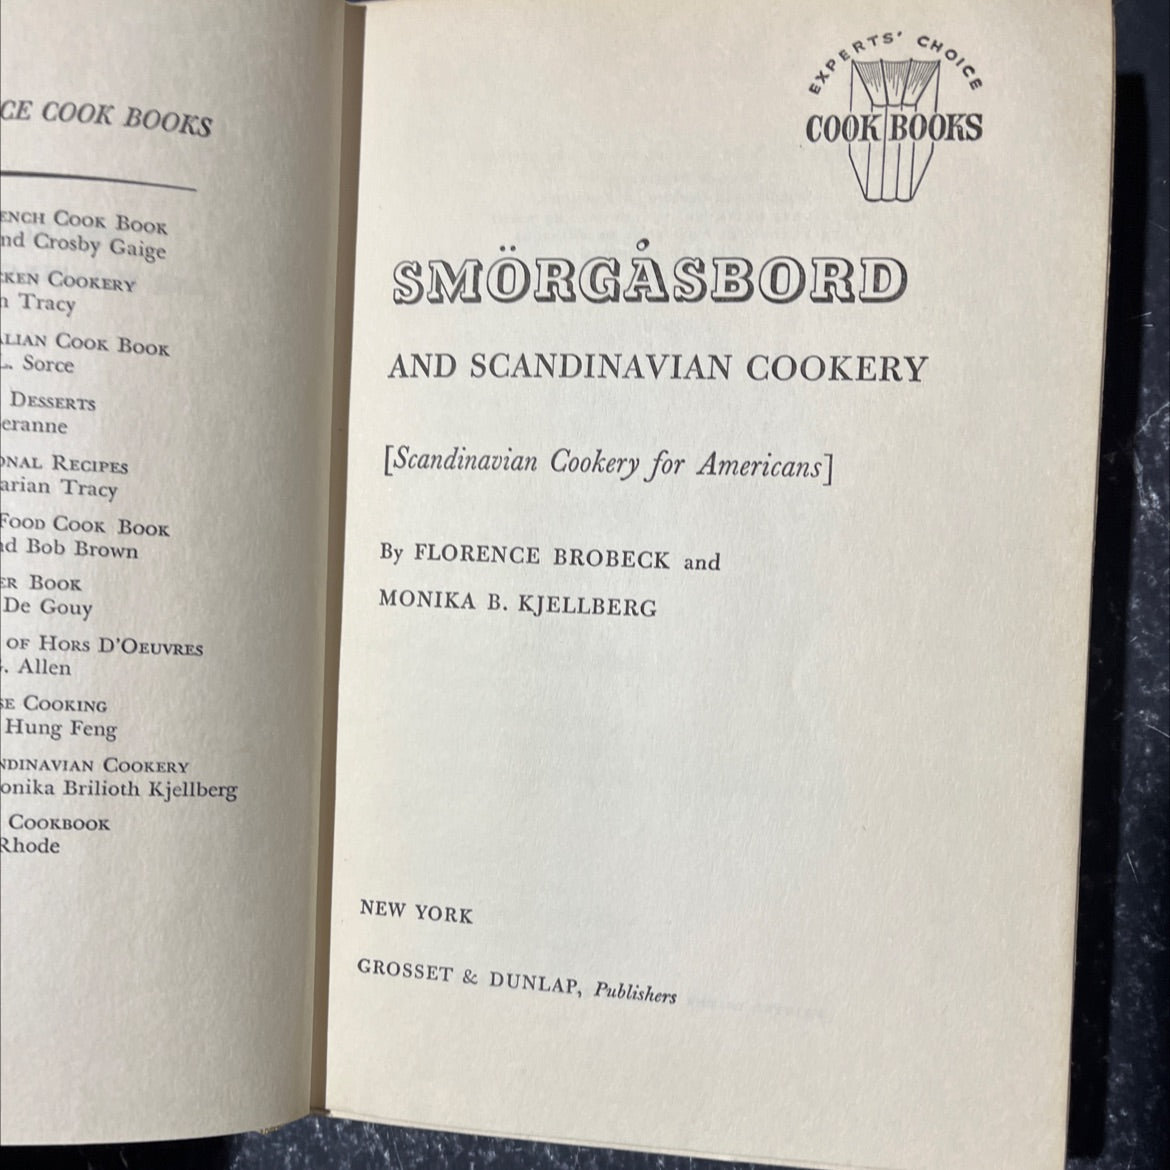 CE COOK BOOKS
ENCH COOK BOOK
nd Crosby Gaige
KEN COOKERY
n Tracy
LIAN COOK BOOK
L. Sorce
DESSERTS
eranne
ONAL RECIPES
arian Tracy
FOOD COOK BOOK
nd Bob Brown
ER BOOK
De Gouy
OF HORS D'OEUVRES
. Allen
SE COOKING
Hung Feng
NDINAVIAN COOKERY
onika Brilioth Kjellberg
COOKBOOK
Rhode
EXPERTS' CHOICE
COOK BOOKS
SMÖRGÅSBORD
AND SCANDINAVIAN COOKERY
[Scandinavian Cookery for Americans]
By FLORENCE BROBECK and
MONIKA B. KJELLBERG
NEW YORK
GROSSET & DUNLAP, Publishers